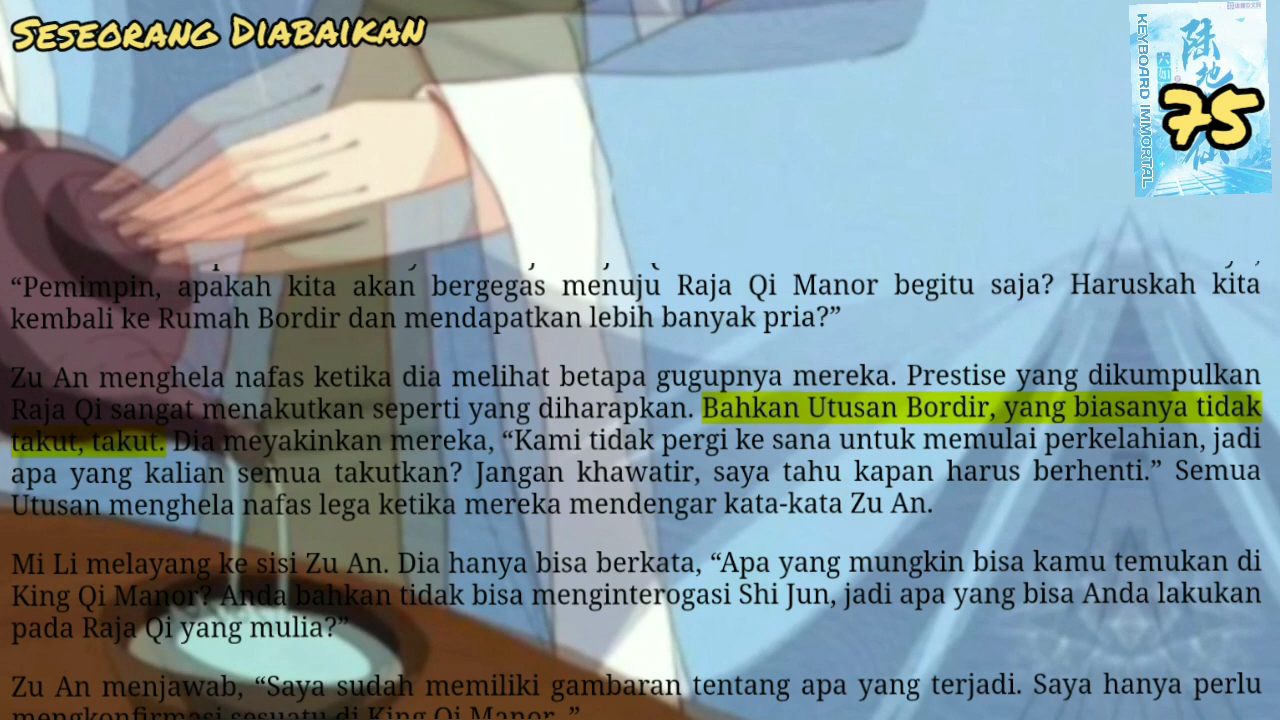 Seseorang Diabaikan
KEYBOARD IMMORTAL
75
“Pemimpin, apakah kita akan bergegas menuju Raja Qi Manor begitu saja? Haruskah kita
kembali ke Rumah Bordir dan mendapatkan lebih banyak pria?”
Zu An menghela nafas ketika dia melihat betapa gugupnya mereka. Prestise yang dikumpulkan
Raja Qi sangat menakutkan seperti yang diharapkan. Bahkan Utusan Bordir, yang biasanya tidak
takut, takut. Dia meyakinkan mereka, “Kami tidak pergi ke sana untuk memulai perkelahian, jadi
apa yang kalian semua takutkan? Jangan khawatir, saya tahu kapan harus berhenti.” Semua
Utusan menghela nafas lega ketika mereka mendengar kata-kata Zu An.
Mi Li melayang ke sisi Zu An. Dia hanya bisa berkata, “Apa yang mungkin bisa kamu temukan di
King Qi Manor? Anda bahkan tidak bisa menginterogasi Shi Jun, jadi apa yang bisa Anda lakukan
pada Raja Qi yang mulia?”
Zu An menjawab, “Saya sudah memiliki gambaran tentang apa yang terjadi. Saya hanya perlu
mengkonfirmasi sesuatu di King Qi Manor. ”